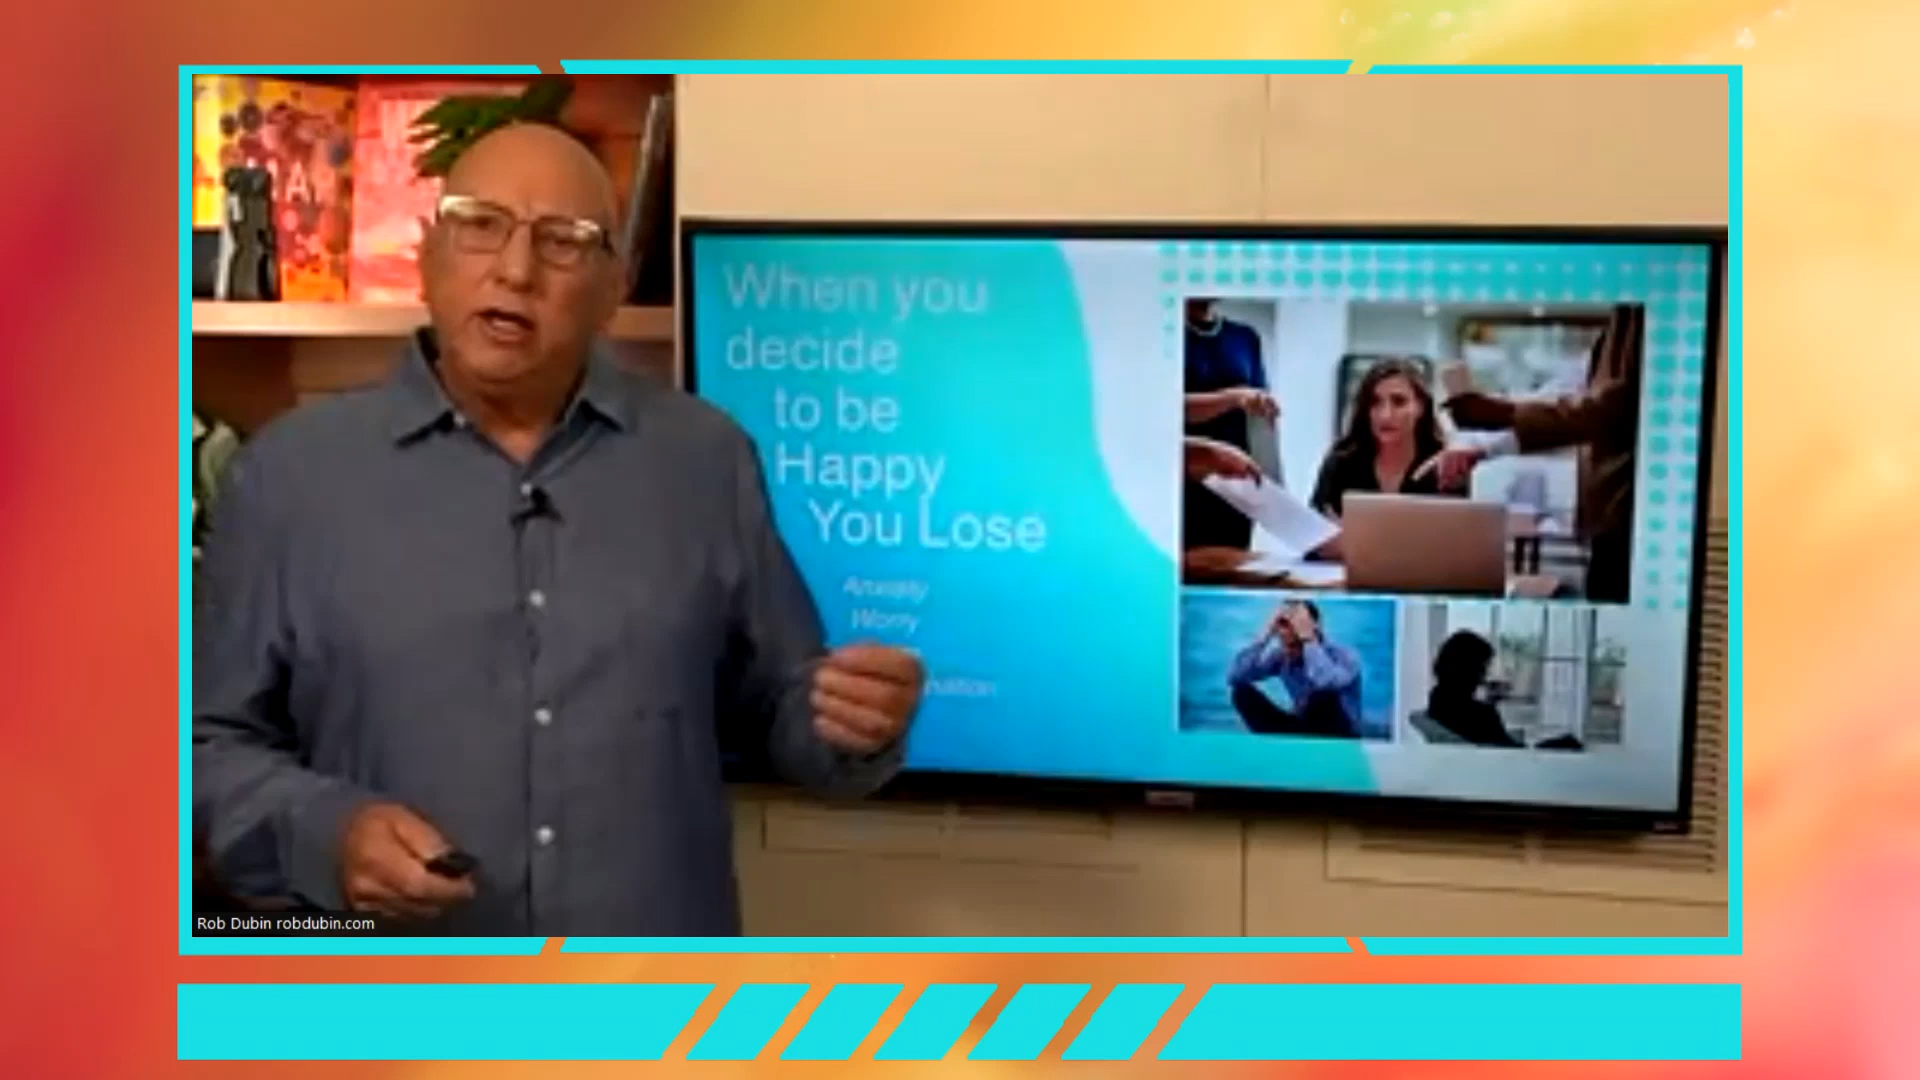 When you
decide
to be
Happy
You Lose
Anxiety
Worry
Rob Dubin robdubin.com